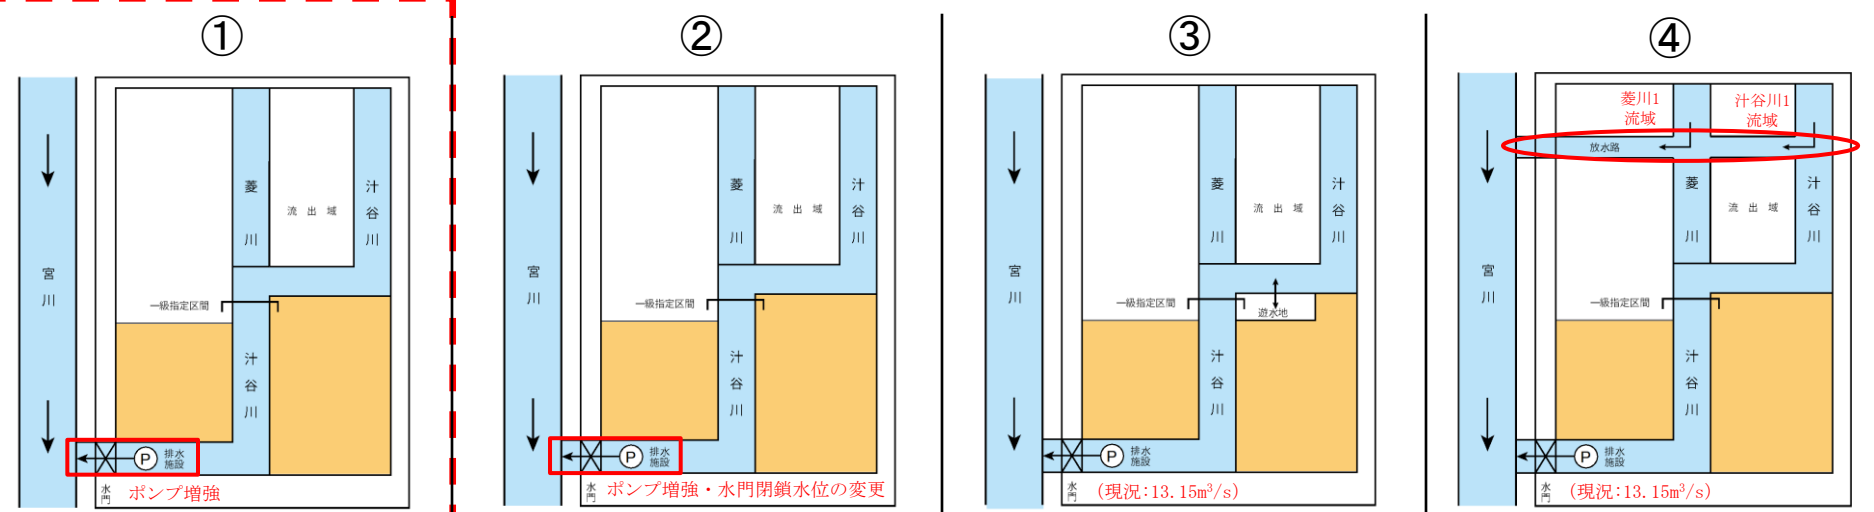 ①
宮川
菱川
流出域
汁谷川
一級指定区間
汁谷川
P
排水
施設
水門
ポンプ増強
②
宮川
菱川
流出域
汁谷川
一級指定区間
汁谷川
P
排水
施設
水門
ポンプ増強・水門閉鎖水位の変更
③
宮川
菱川
流出域
汁谷川
一級指定区間
遊水地
汁谷川
P
排水
施設
水門
(現況:13.15m³/s)
④
菱川1
流域
汁谷川1
流域
放水路
宮川
菱川
流出域
汁谷川
一級指定区間
汁谷川
P
排水
施設
水門
(現況:13.15m³/s)